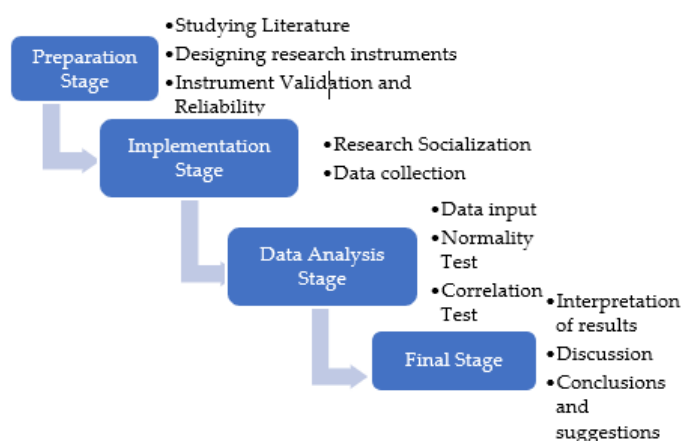 Preparation
Stage
•Studying Literature
•Designing research instruments
•Instrument Validation and
Reliability
Implementation
Stage
•Research Socialization
•Data collection
Data Analysis
Stage
•Data input
•Normality
Test
•Correlation
Test
Final Stage
•Interpretation
of results
•Discussion
•Conclusions
and
suggestions